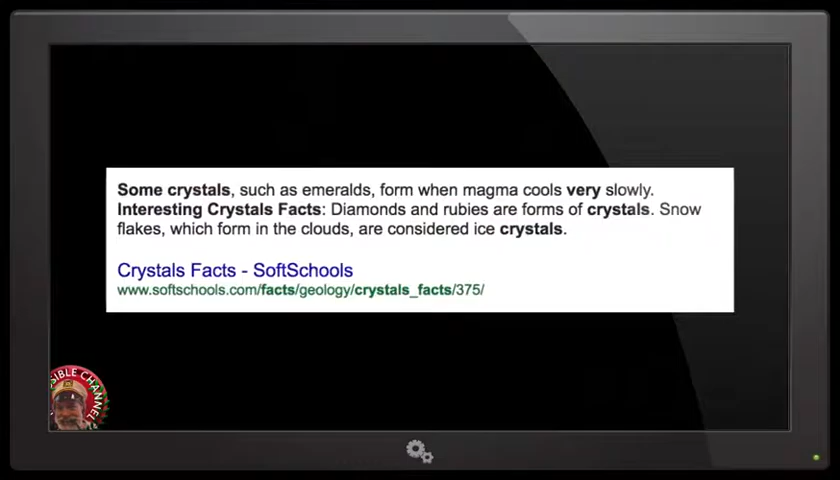 Some crystals, such as emeralds, form when magma cools very slowly.
Interesting Crystals Facts: Diamonds and rubies are forms of crystals. Snow
flakes, which form in the clouds, are considered ice crystals.
Crystals Facts - SoftSchools
www.softschools.com/facts/geology/crystals_facts/375/
SIBLE CHANNEL